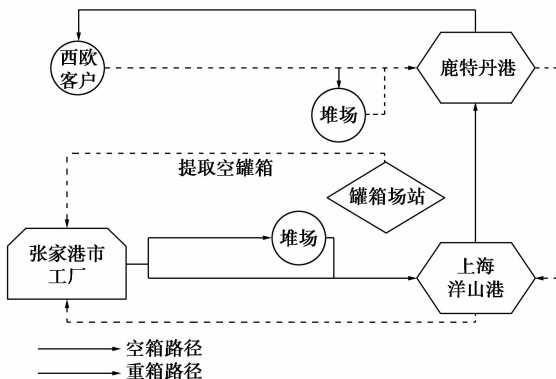 西欧
客户
鹿特丹港
堆场
提取空罐箱
罐箱场站
张家港市
工厂
堆场
上海
洋山港
空箱路径
重箱路径